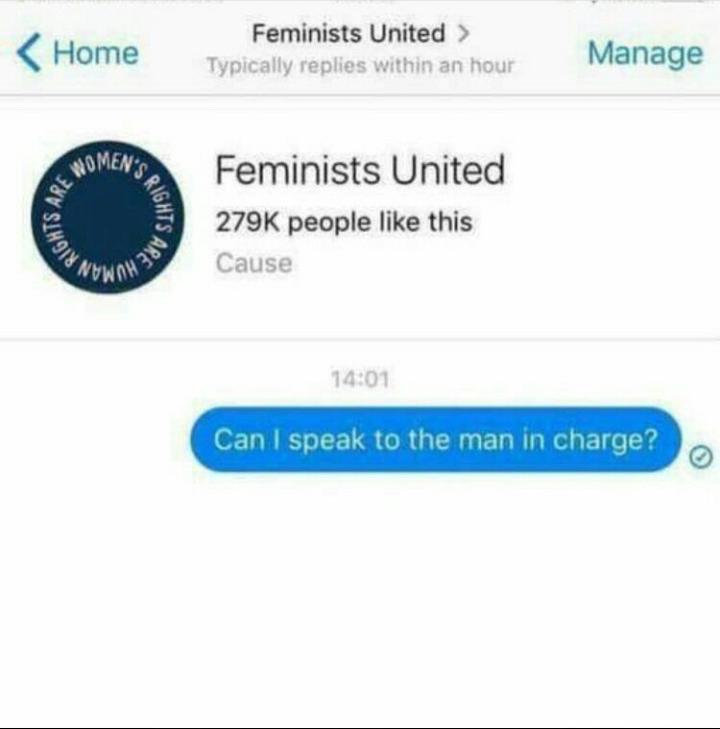 Home
Feminists United >
Typically replies within an hour
Manage
WOMEN'S RIGHTS ARE HUMAN RIGHTS ARE
Feminists United
279K people like this
Cause
14:01
Can I speak to the man in charge?